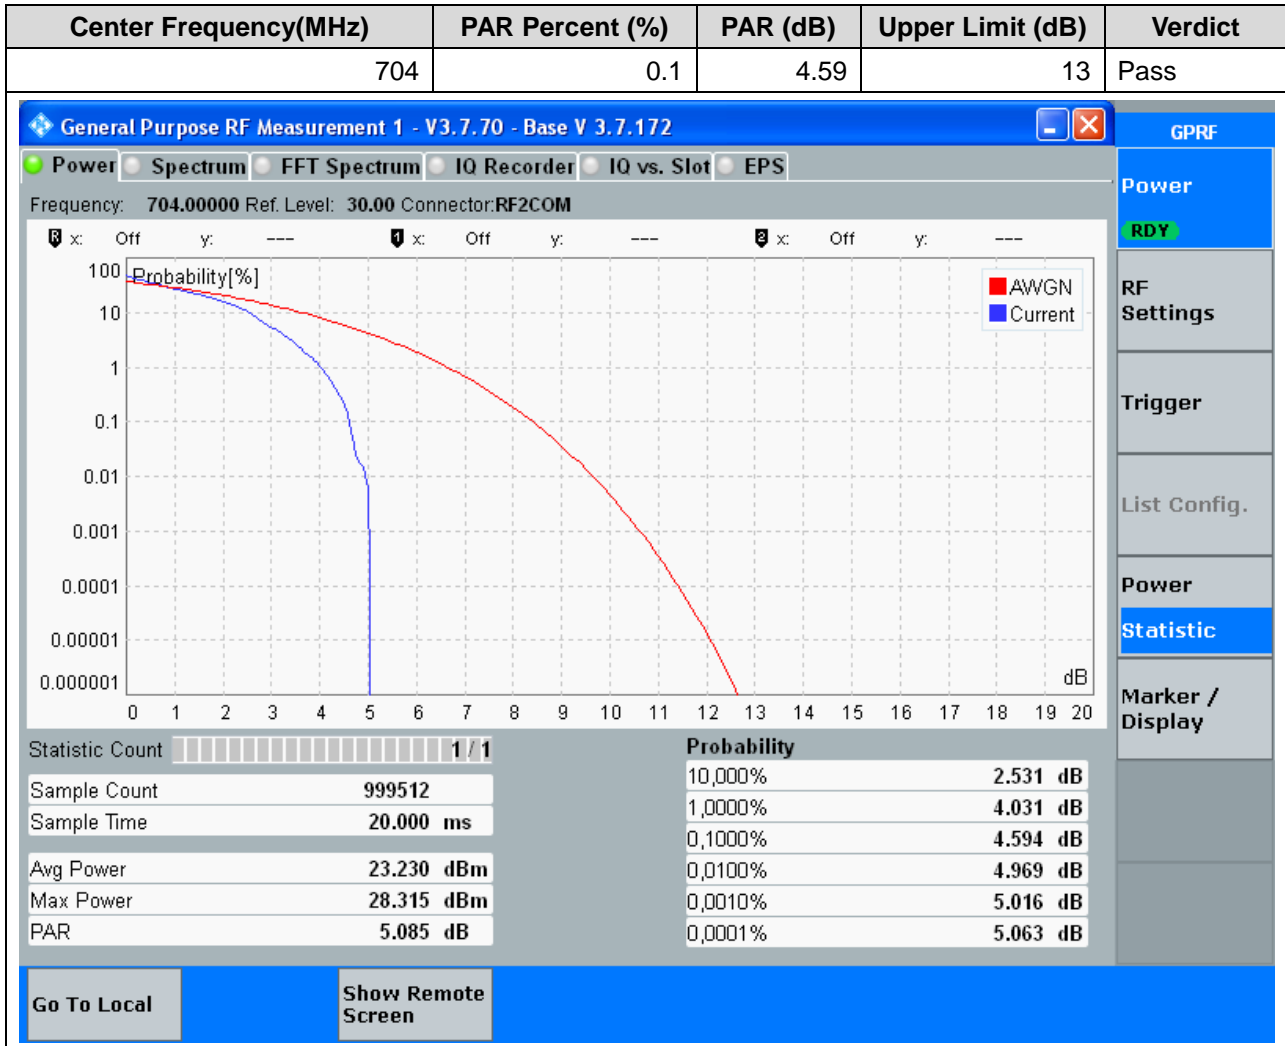 Center Frequency(MHz) PAR Percent (%) PAR (dB) Upper Limit (dB) Verdict
704 0.1 4.59 13 Pass
General Purpose RF Measurement 1 - V3.7.70 - Base V 3.7.172
GPRF
Power Spectrum FFT Spectrum IQ Recorder IQ vs. Slot EPS
Frequency: 704.00000 Ref. Level: 30.00 Connector:RF2COM
R x: Off y: --- 1 x: Off y: --- 2 x: Off y: ---
Probability[%]
AWGN
Current
100
10
1
0.1
0.01
0.001
0.0001
0.00001
0.000001
dB
0 1 2 3 4 5 6 7 8 9 10 11 12 13 14 15 16 17 18 19 20
Statistic Count 1 / 1
Sample Count 999512
Sample Time 20.000 ms
Avg Power 23.230 dBm
Max Power 28.315 dBm
PAR 5.085 dB
Probability
10,000% 2.531 dB
1,0000% 4.031 dB
0,1000% 4.594 dB
0,0100% 4.969 dB
0,0010% 5.016 dB
0,0001% 5.063 dB
Power
RDY
RF
Settings
Trigger
List Config.
Power
Statistic
Marker /
Display
Go To Local
Show Remote
Screen